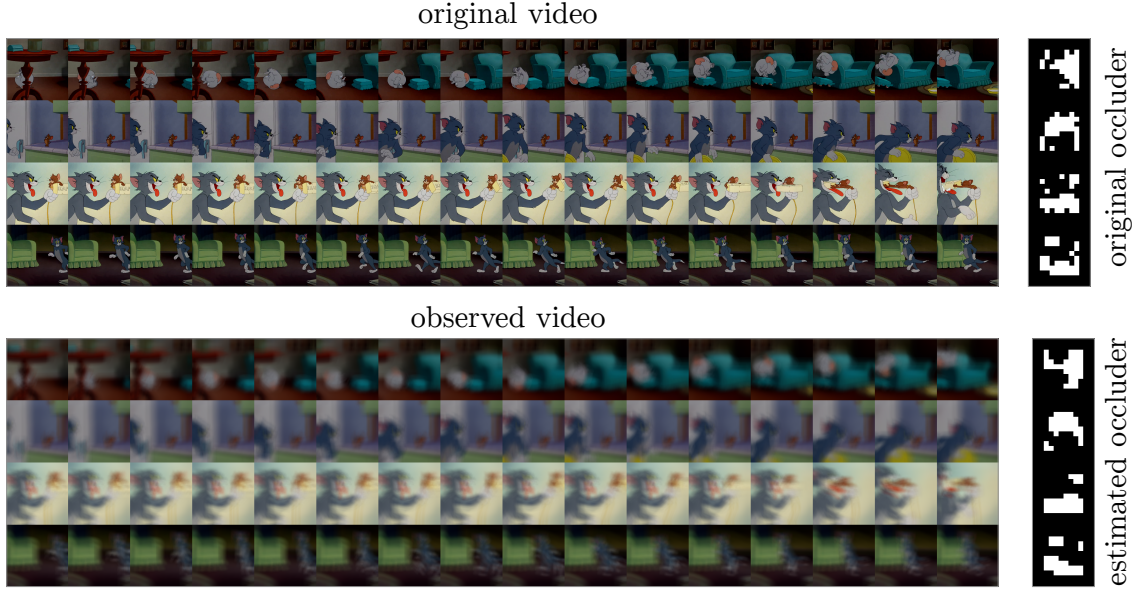 original video
original occluder
observed video
estimated occluder